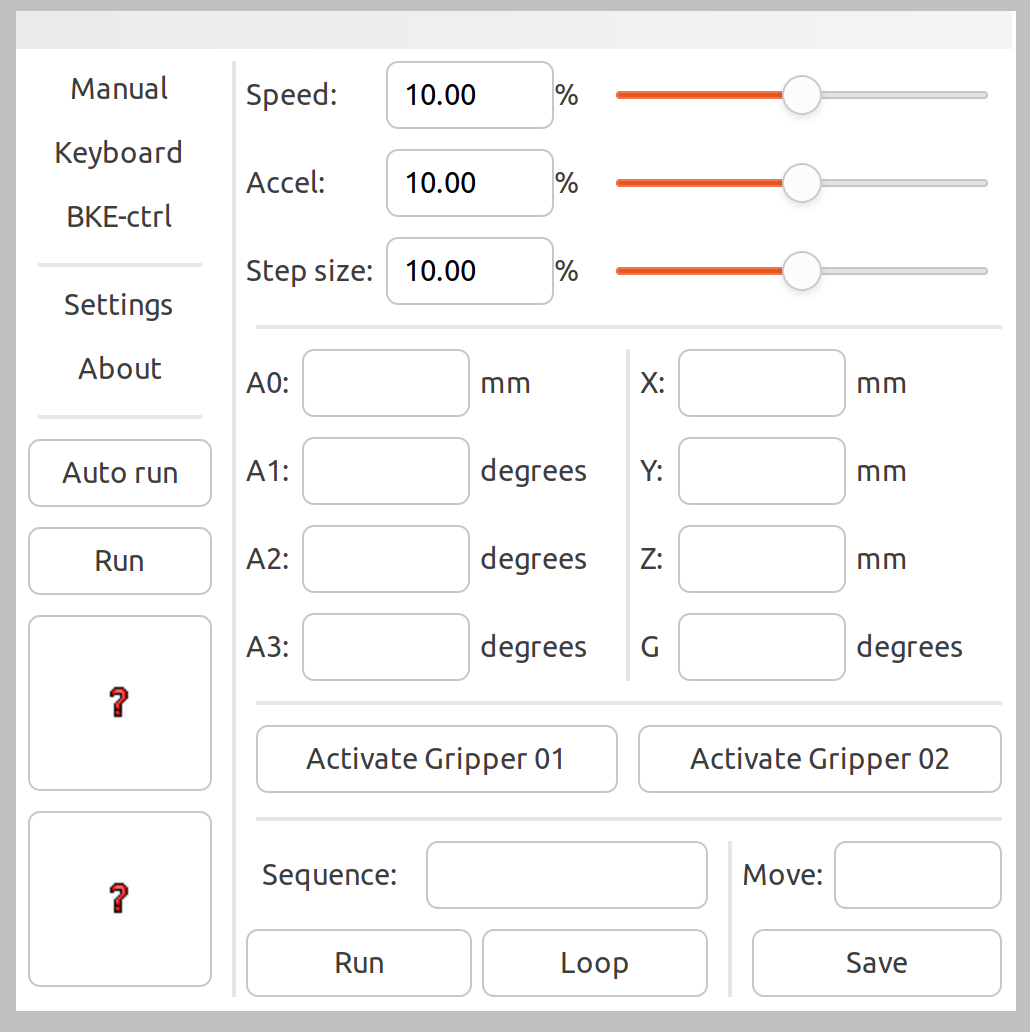 Manual
Keyboard
BKE-ctrl
Settings
About
Auto run
Run
?
?
Speed: 10.00 %
Accel: 10.00 %
Step size: 10.00 %
A0: mm
A1: degrees
A2: degrees
A3: degrees
X: mm
Y: mm
Z: mm
G degrees
Activate Gripper 01
Activate Gripper 02
Sequence:
Run
Loop
Move:
Save